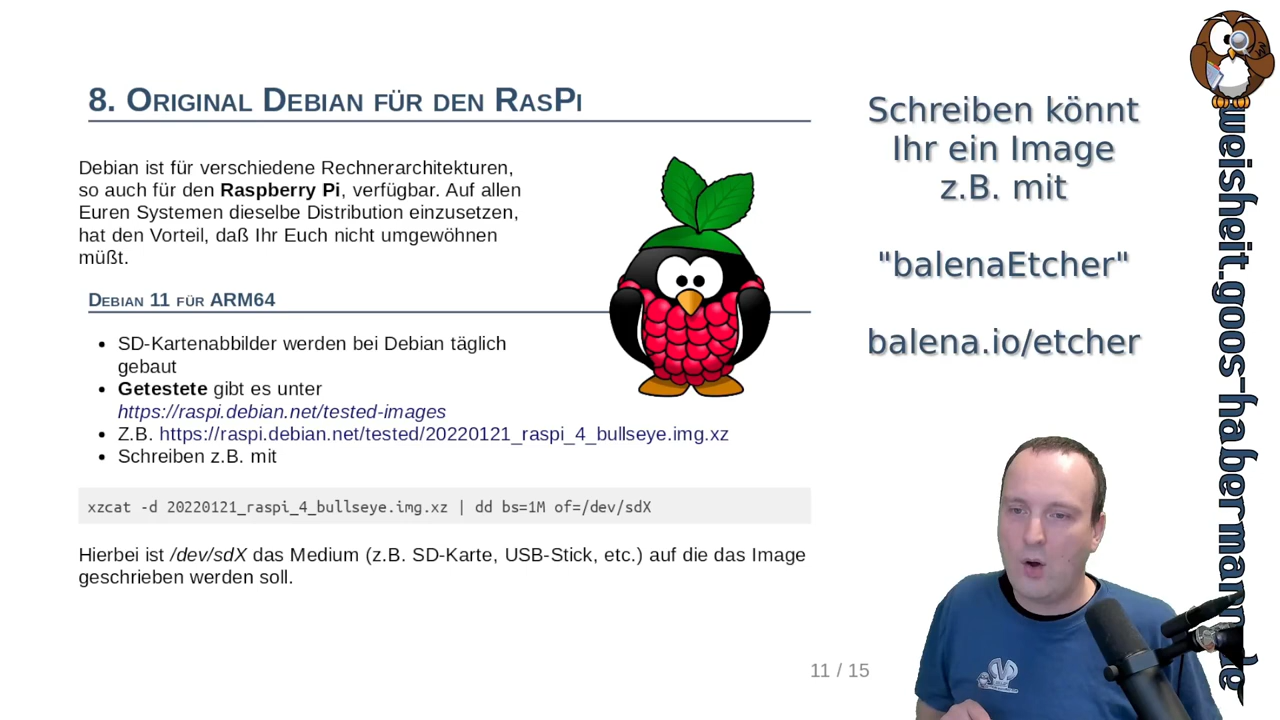 8. Original Debian für den RasPi
Debian ist für verschiedene Rechnerarchitekturen,
so auch für den Raspberry Pi, verfügbar. Auf allen
Euren Systemen dieselbe Distribution einzusetzen,
hat den Vorteil, daß Ihr Euch nicht umgewöhnen
müßt.
Debian 11 für ARM64
• SD-Kartenabbilder werden bei Debian täglich
gebaut
• Getestete gibt es unter
https://raspi.debian.net/tested-images
• Z.B. https://raspi.debian.net/tested/20220121_raspi_4_bullseye.img.xz
• Schreiben z.B. mit
xzcat -d 20220121_raspi_4_bullseye.img.xz | dd bs=1M of=/dev/sdX
Hierbei ist /dev/sdX das Medium (z.B. SD-Karte, USB-Stick, etc.) auf die das Image
geschrieben werden soll.
11 / 15
Schreiben könnt
Ihr ein Image
z.B. mit
"balenaEtcher"
balena.io/etcher
weisheit.goos-habermann.de